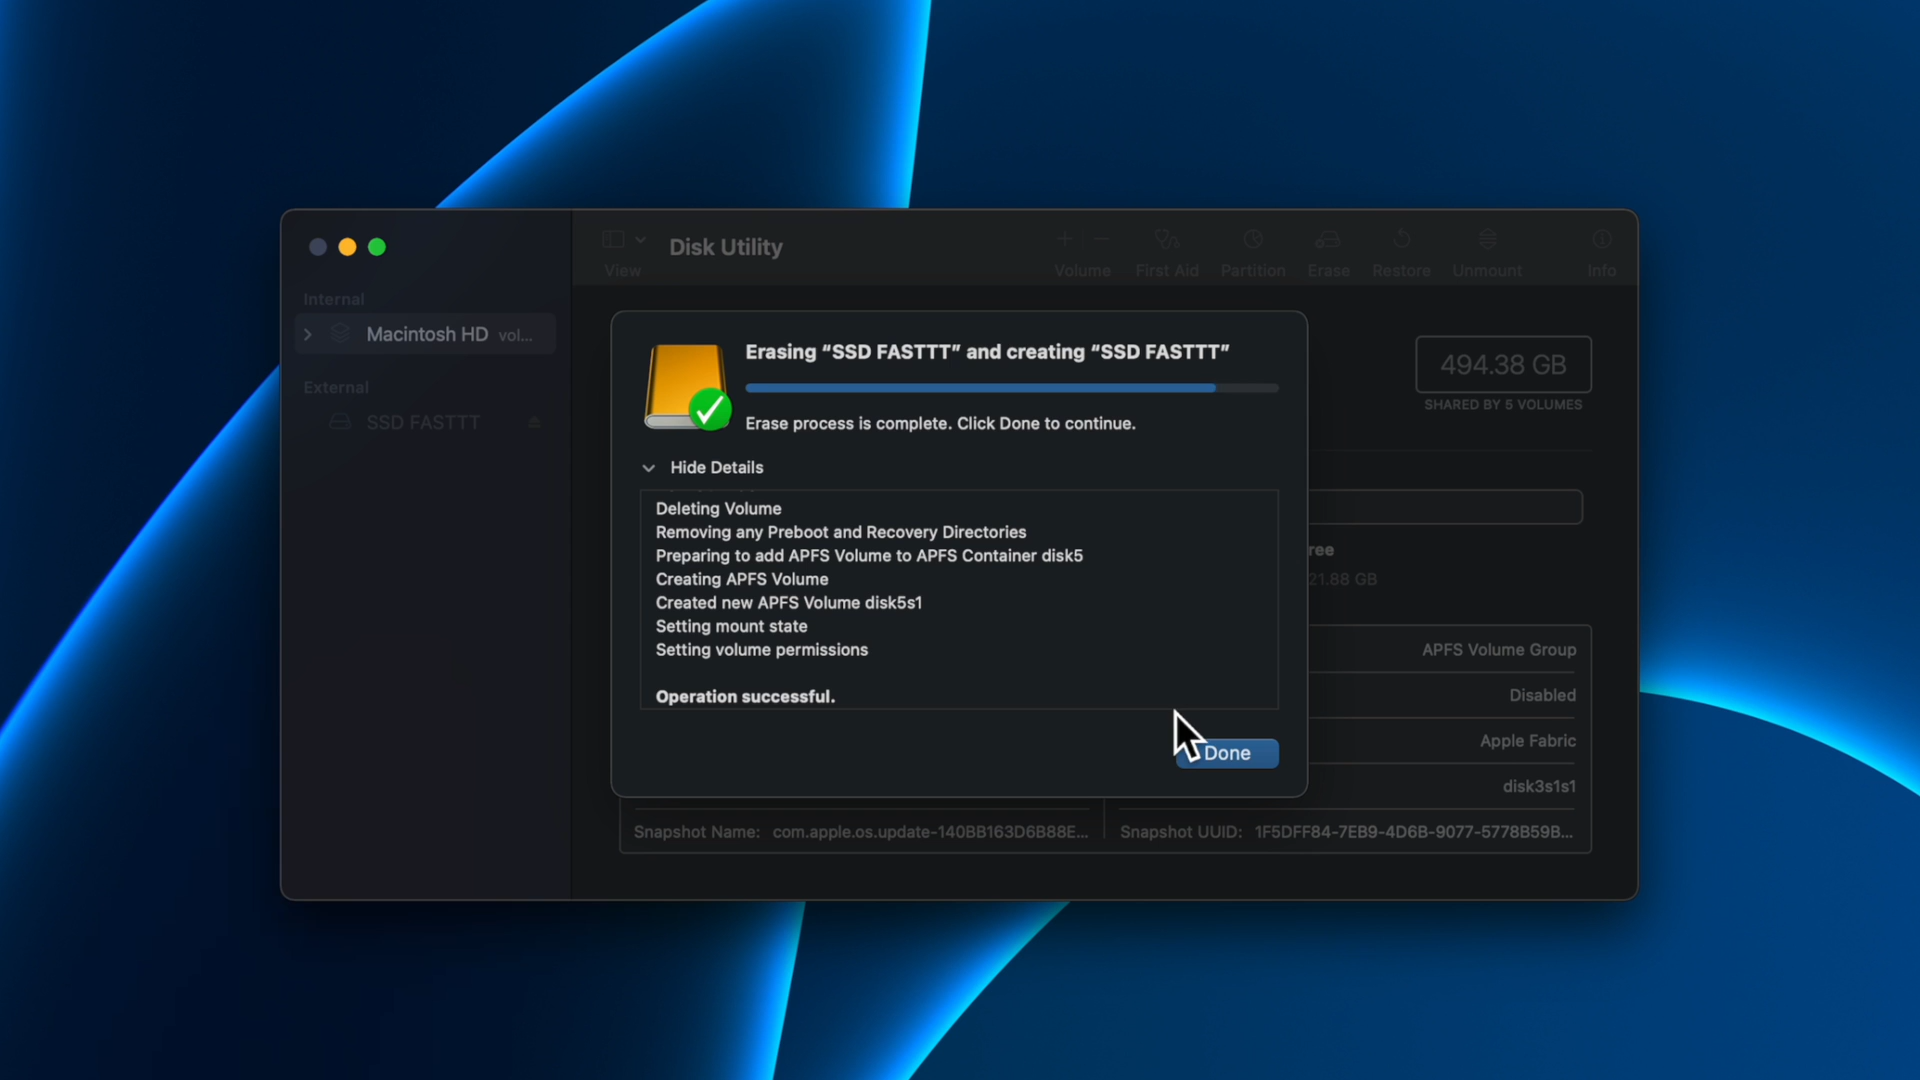 Disk Utility
View
Volume
First Aid
Partition
Erase
Restore
Unmount
Info
Internal
Macintosh HD vol...
External
SSD FASTTT
Erasing “SSD FASTTT” and creating “SSD FASTTT”
Erase process is complete. Click Done to continue.
Hide Details
Deleting Volume
Removing any Preboot and Recovery Directories
Preparing to add APFS Volume to APFS Container disk5
Creating APFS Volume
Created new APFS Volume disk5s1
Setting mount state
Setting volume permissions
Operation successful.
Done
494.38 GB
SHARED BY 5 VOLUMES
ree
21.88 GB
APFS Volume Group
Disabled
Apple Fabric
disk3s1s1
Snapshot Name: com.apple.os.update-140BB163D6B88E...
Snapshot UUID: 1F5DFF84-7EB9-4D6B-9077-5778B59B...